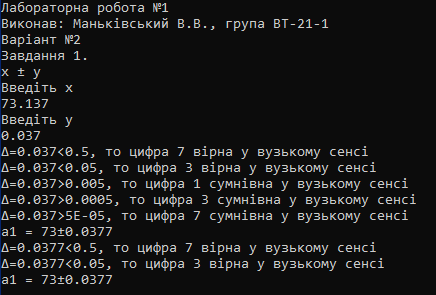 Лабораторна робота №1
Виконав: Маньківський В.В., група ВТ-21-1
Варіант №2
Завдання 1.
x ± y
Введіть x
73.137
Введіть y
0.037
Δ=0.037<0.5, то цифра 7 вірна у вузькому сенсі
Δ=0.037<0.05, то цифра 3 вірна у вузькому сенсі
Δ=0.037>0.005, то цифра 1 сумнівна у вузькому сенсі
Δ=0.037>0.0005, то цифра 3 сумнівна у вузькому сенсі
Δ=0.037>5E-05, то цифра 7 сумнівна у вузькому сенсі
a1 = 73±0.0377
Δ=0.0377<0.5, то цифра 7 вірна у вузькому сенсі
Δ=0.0377<0.05, то цифра 3 вірна у вузькому сенсі
a1 = 73±0.0377